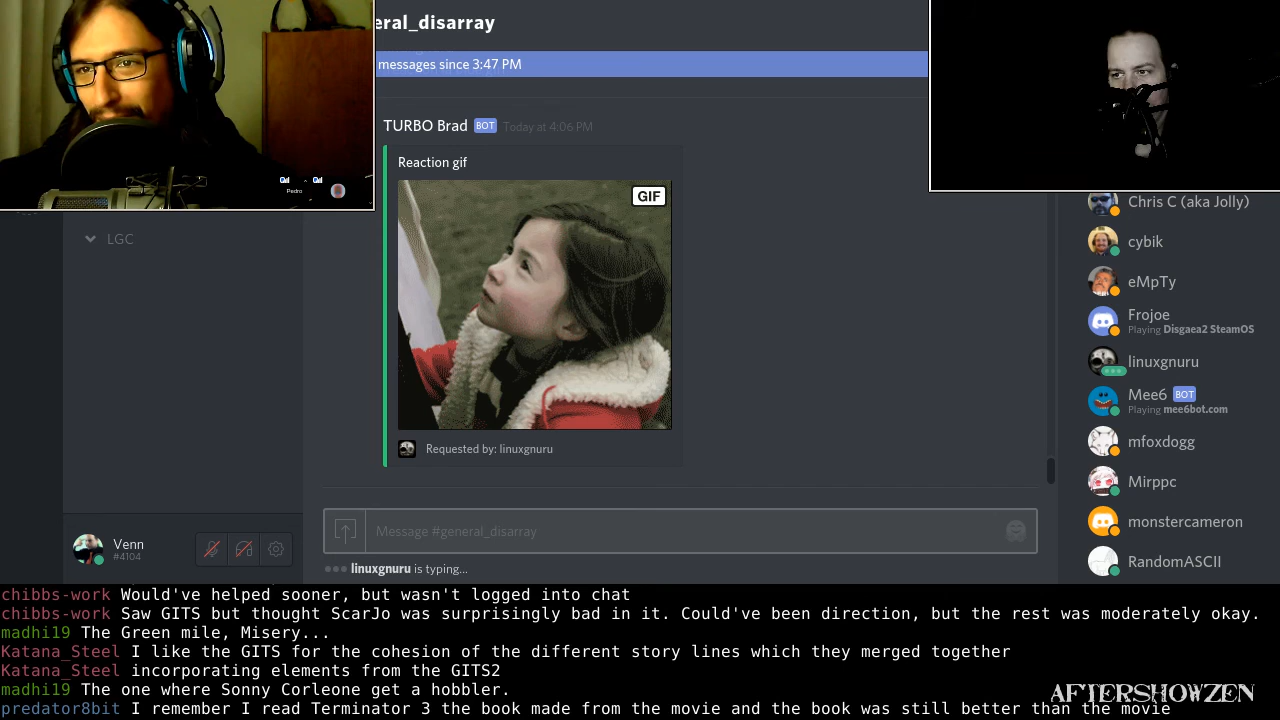 eral_disarray
messages since 3:47 PM
TURBO Brad BOT Today at 4:06 PM
Reaction gif
GIF
Pedro
Requested by: linuxgnuru
LGC
Venn
#4104
Message #general_disarray
linuxgnuru is typing...
Chris C (aka Jolly)
cybik
eMpTy
Frojoe
Playing Disgaea2 SteamOS
linuxgnuru
Mee6 BOT
Playing mee6bot.com
mfoxdogg
Mirppc
monstercameron
RandomASCII
chibbs-work Would've helped sooner, but wasn't logged into chat
chibbs-work Saw GITS but thought ScarJo was surprisingly bad in it. Could've been direction, but the rest was moderately okay.
madhi19 The Green mile, Misery...
Katana_Steel I like the GITS for the cohesion of the different story lines which they merged together
Katana_Steel incorporating elements from the GITS2
madhi19 The one where Sonny Corleone get a hobbler.
predator8bit I remember I read Terminator 3 the book made from the movie and the book was still better than the movie
AFTERSHOWZEN